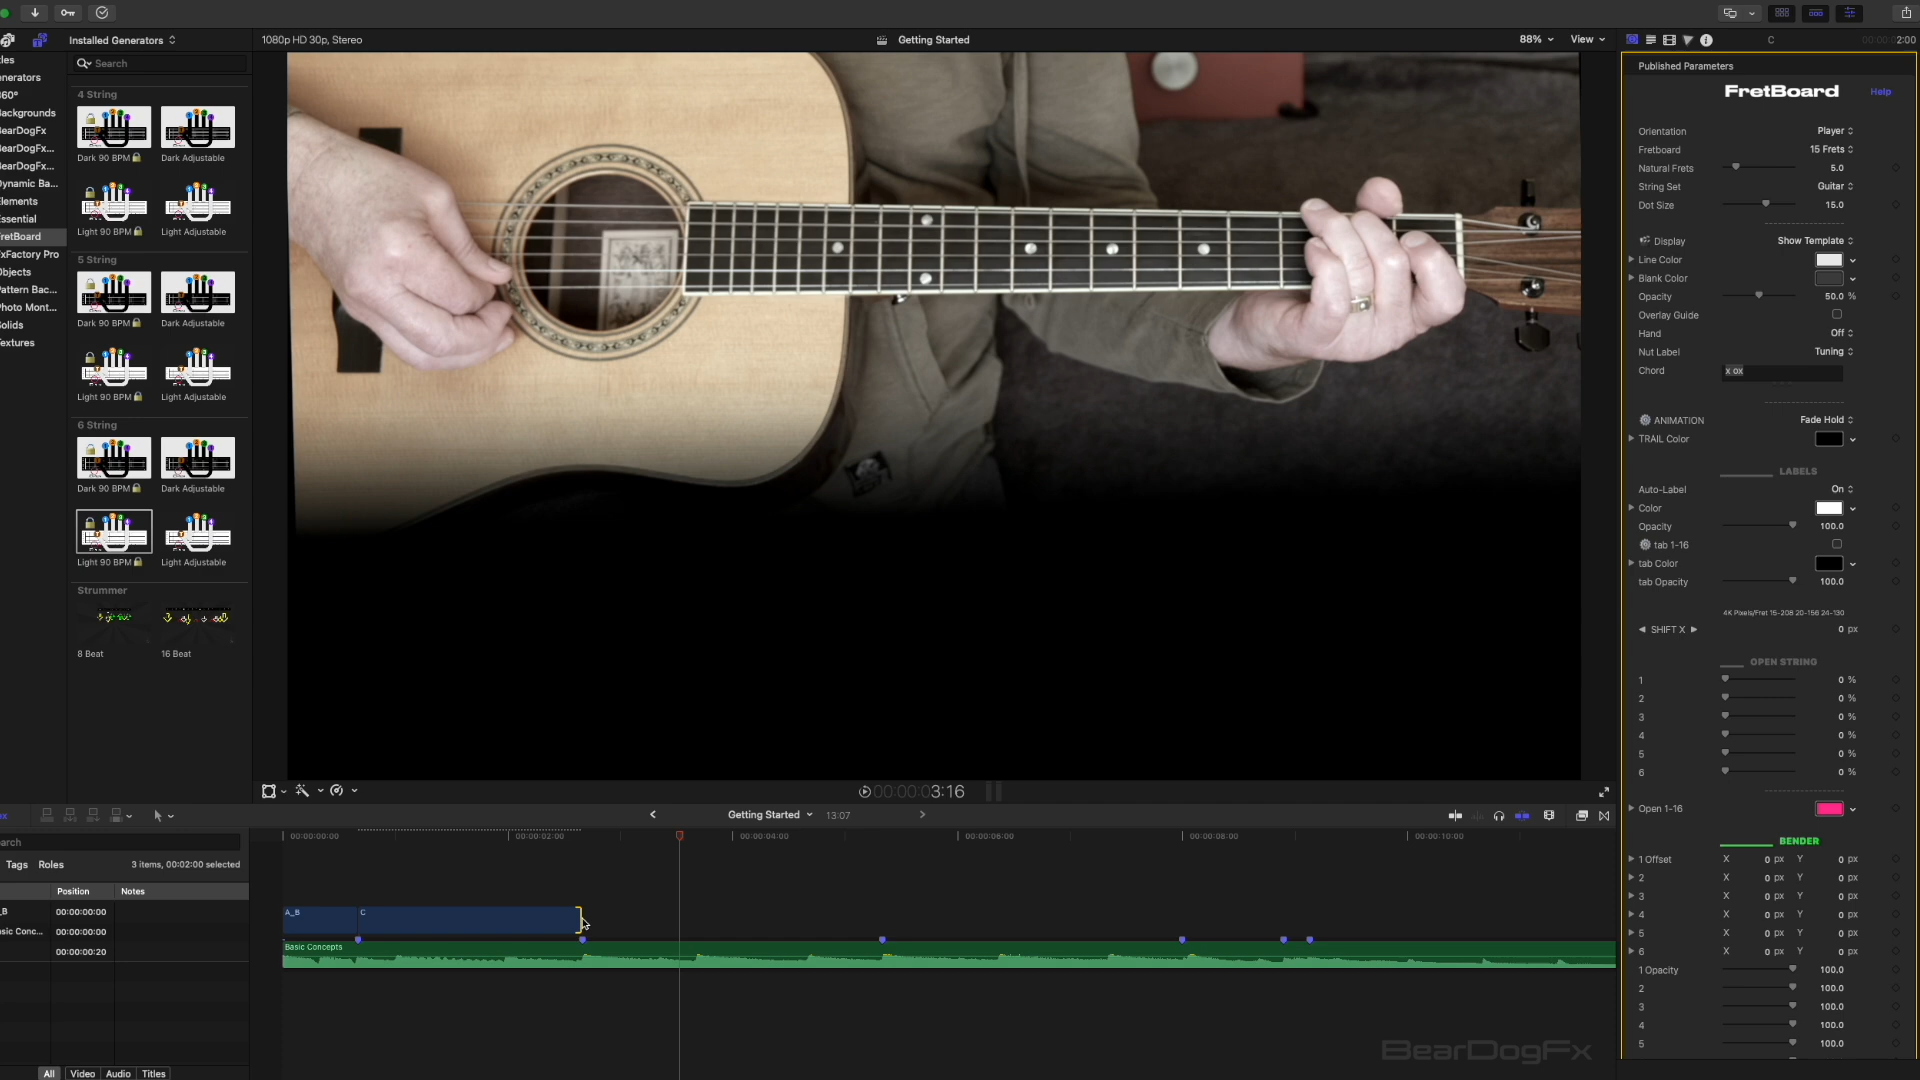 Installed Generators
1080p HD 30p, Stereo
Getting Started
88%
View
C
00:00:02:00
Search
tles
enerators
360°
Backgrounds
BearDogFx
BearDogFx...
BearDogFx...
Dynamic Ba...
Elements
Essential
FretBoard
FxFactory Pro
Objects
Pattern Bac...
Photo Mont...
Solids
Textures
4 String
Dark 90 BPM
Dark Adjustable
Light 90 BPM
Light Adjustable
5 String
Dark 90 BPM
Dark Adjustable
Light 90 BPM
Light Adjustable
6 String
Dark 90 BPM
Dark Adjustable
Light 90 BPM
Light Adjustable
Strummer
8 Beat
16 Beat
Published Parameters
FretBoard
Help
Orientation Player
Fretboard 15 Frets
Natural Frets 5.0
String Set Guitar
Dot Size 15.0
Display Show Template
Line Color
Blank Color
Opacity 50.0 %
Overlay Guide
Hand Off
Nut Label Tuning
Chord x ox
ANIMATION Fade Hold
TRAIL Color
LABELS
Auto-Label On
Color
Opacity 100.0
tab 1-16
tab Color
tab Opacity 100.0
4K Pixels/Fret 15-208 20-156 24-130
SHIFT X 0 px
OPEN STRING
1 0 %
2 0 %
3 0 %
4 0 %
5 0 %
6 0 %
Open 1-16
BENDER
1 Offset X 0 px Y 0 px
2 X 0 px Y 0 px
3 X 0 px Y 0 px
4 X 0 px Y 0 px
5 X 0 px Y 0 px
6 X 0 px Y 0 px
1 Opacity 100.0
2 100.0
3 100.0
4 100.0
5 100.0
00:00:03:16
Getting Started
13:07
00:00:00:00
00:00:02:00
00:00:04:00
00:00:06:00
00:00:08:00
00:00:10:00
A_B
C
Basic Concepts
earch
Tags
Roles
3 items, 00:02:00 selected
Position
Notes
_B 00:00:00:00
asic Conc... 00:00:00:00
00:00:00:20
All
Video
Audio
Titles
BearDogFx